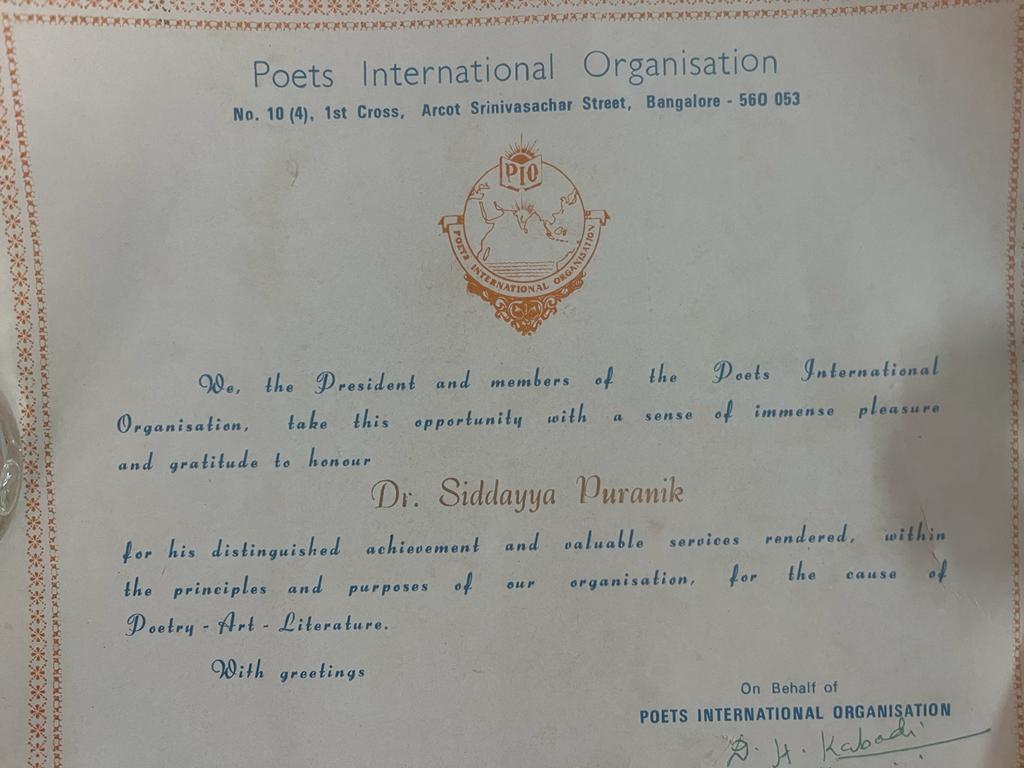 Poets International Organisation
No. 10 (4), 1st Cross, Arcot Srinivasachar Street, Bangalore - 560 053
PIO
POETS INTERNATIONAL ORGANISATION
We, the President and members of the Poets International
Organisation, take this opportunity with a sense of immense pleasure
and gratitude to honour
Dr. Siddayya Puranik
for his distinguished achievement and valuable services rendered, within
the principles and purposes of our organisation, for the cause of
Poetry - Art - Literature.
With greetings
On Behalf of
POETS INTERNATIONAL ORGANISATION
D. H. Kabadi